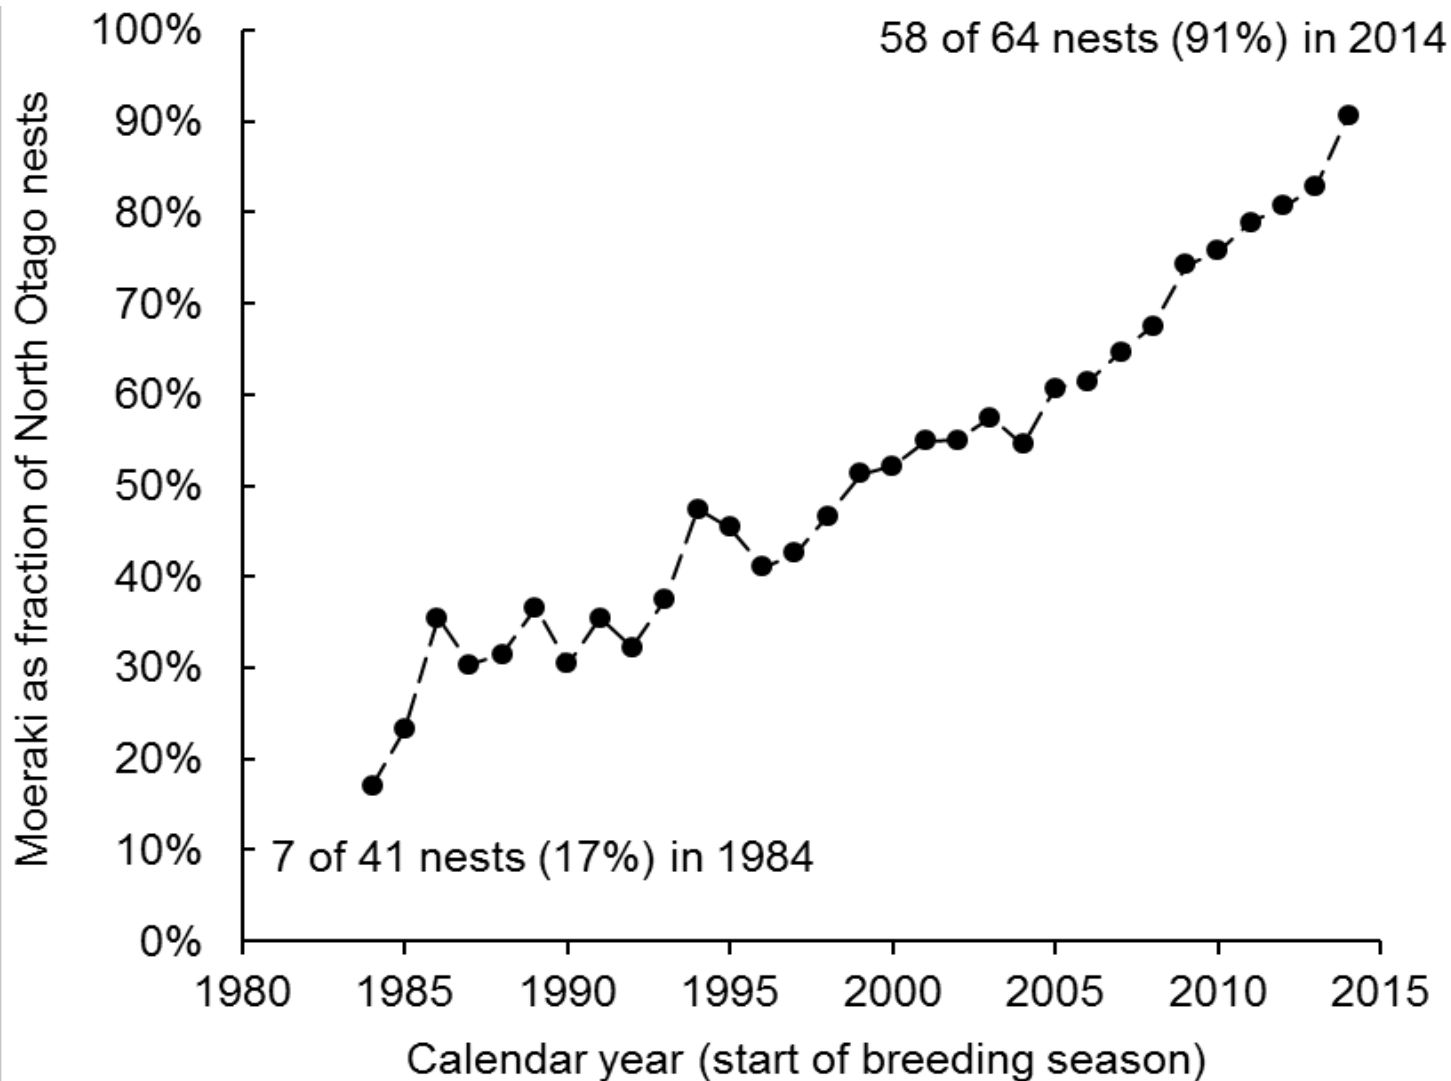 58 of 64 nests (91%) in 2014
Moeraki as fraction of North Otago nests
100%
90%
80%
70%
60%
50%
40%
30%
20%
10%
0%
7 of 41 nests (17%) in 1984
1980 1985 1990 1995 2000 2005 2010 2015
Calendar year (start of breeding season)